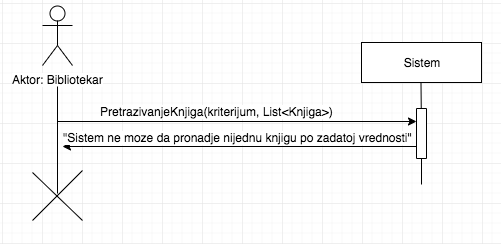 Aktor: Bibliotekar
Sistem
PretrazivanjeKnjiga(kriterijum, List<Knjiga>)
"Sistem ne moze da pronadje nijednu knjigu po zadatoj vrednosti"